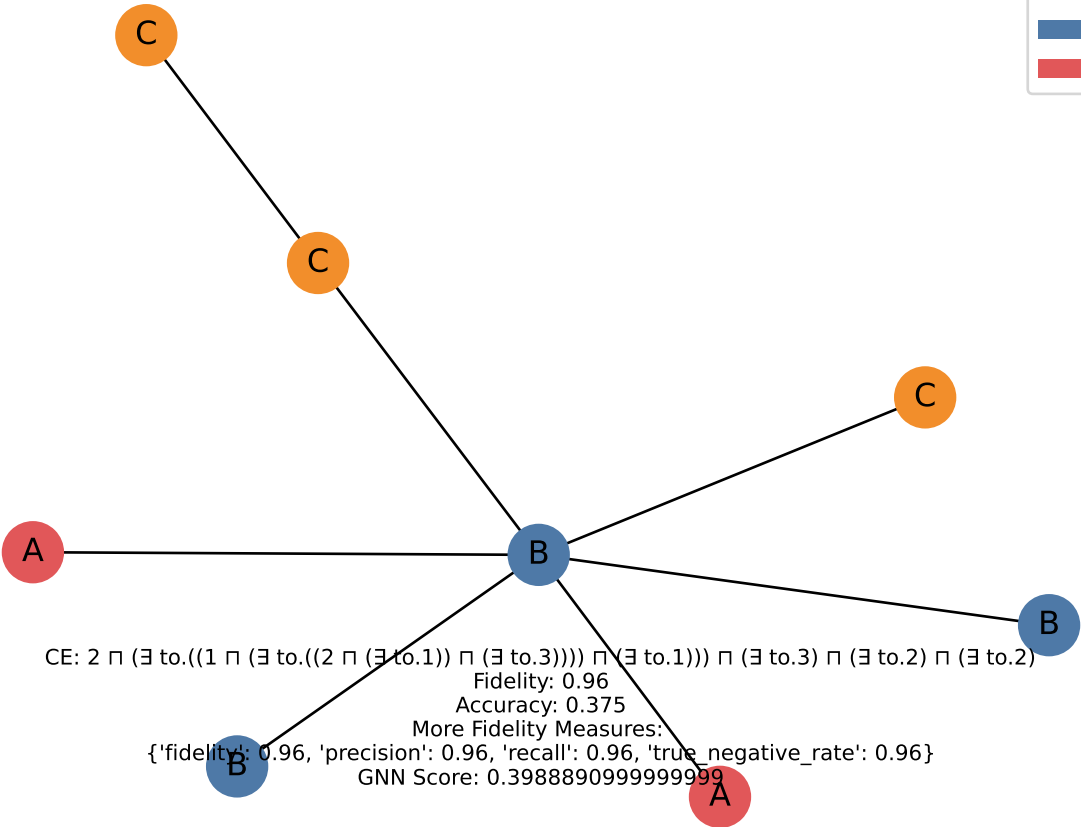 C
C
C
A
B
B
CE: 2 ⊓ (∃ to.((1 ⊓ (∃ to.((2 ⊓ (∃ to.1)) ⊓ (∃ to.3)))) ⊓ (∃ to.1))) ⊓ (∃ to.3) ⊓ (∃ to.2) ⊓ (∃ to.2)
Fidelity: 0.96
Accuracy: 0.375
More Fidelity Measures:
{'fidelity': 0.96, 'precision': 0.96, 'recall': 0.96, 'true_negative_rate': 0.96}
B
GNN Score: 0.3988890999999999
A